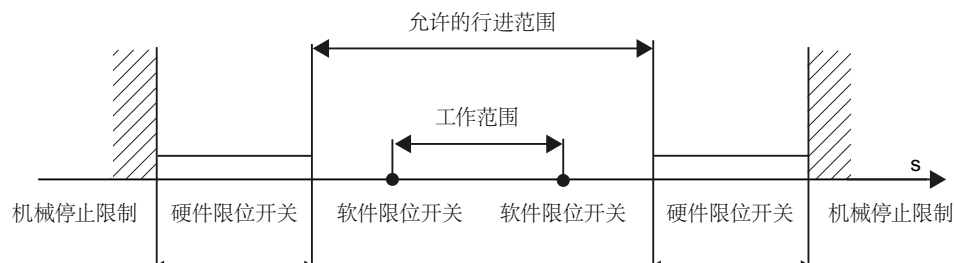 允许的行进范围
工作范围
s
机械停止限制 硬件限位开关 软件限位开关 软件限位开关 硬件限位开关 机械停止限制